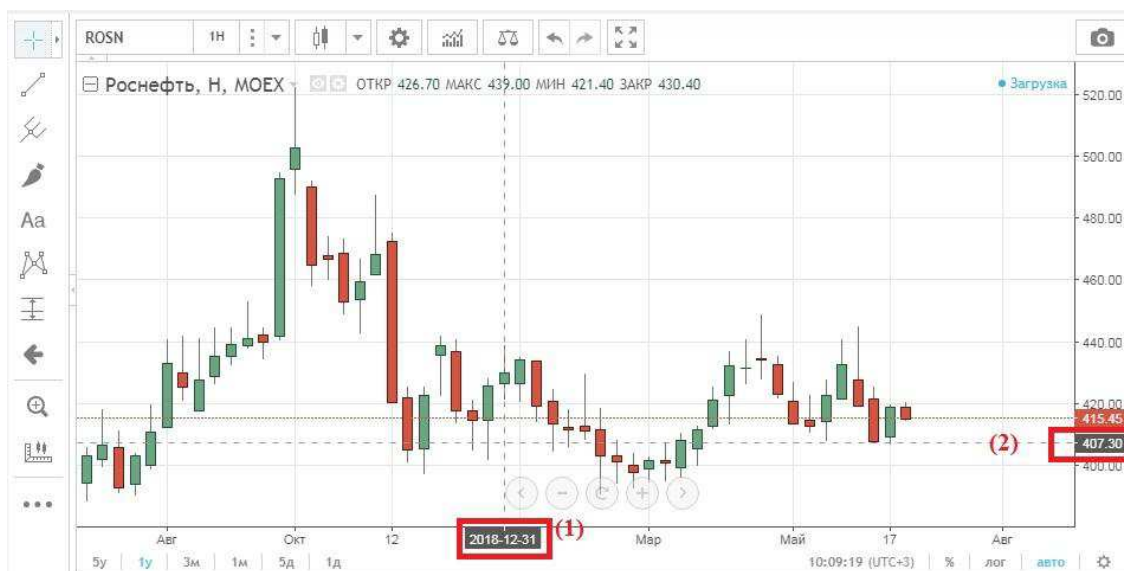 ROSN 1H
Роснефть, Н, MOEX ОТКР 426.70 МАКС 439.00 МИН 421.40 ЗАКР 430.40
Загрузка
520.00
500.00
480.00
460.00
440.00
420.00
415.45
(2) 407.30
400.00
Aa
Авг Окт 12 2018-12-31 (1) Мар Май 17 Авг
5y 1y 3м 1м 5д 1д 10:09:19 (UTC+3) % лог авто